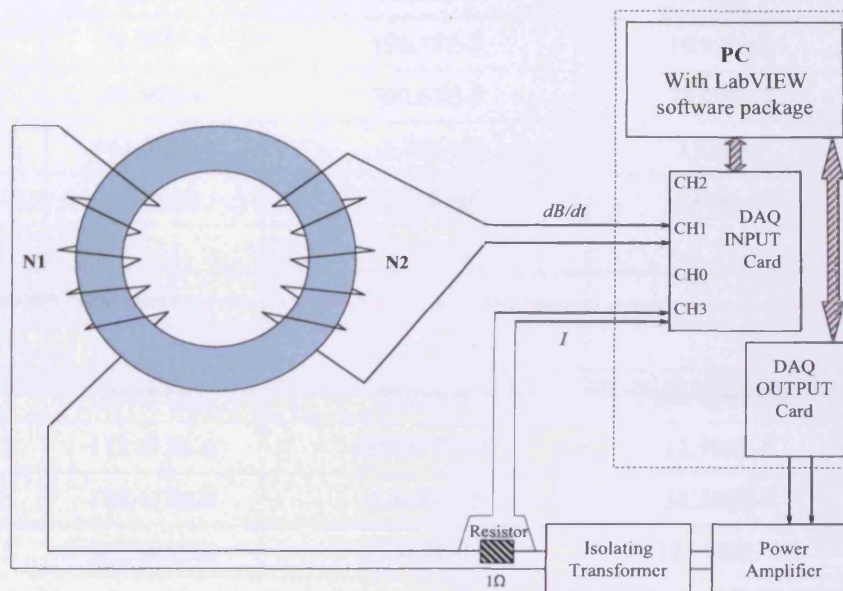 PC
With LabVIEW
software package
CH2
DAQ
INPUT
Card
CH1
CH0
CH3
dB/dt
N1
N2
I
DAQ
OUTPUT
Card
Resistor
1Ω
Isolating
Transformer
Power
Amplifier